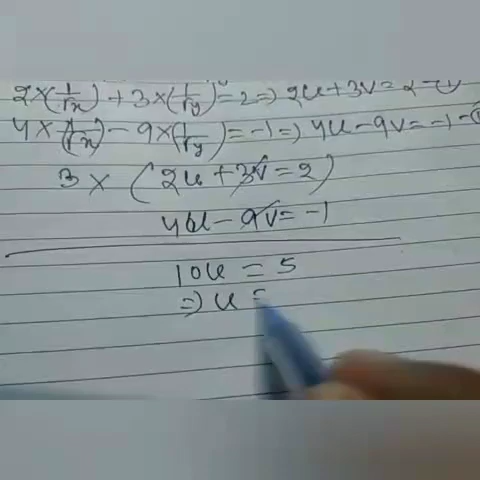 2×(1/√x) + 3×(1/√y) = 2 ⇒ 2u+3v = 2
4×(1/√x) - 9×(1/√y) = -1 ⇒ 4u-9v = -1
3 × (2u + 3v = 2)
4u - 9v = -1
10u = 5
⇒ u =